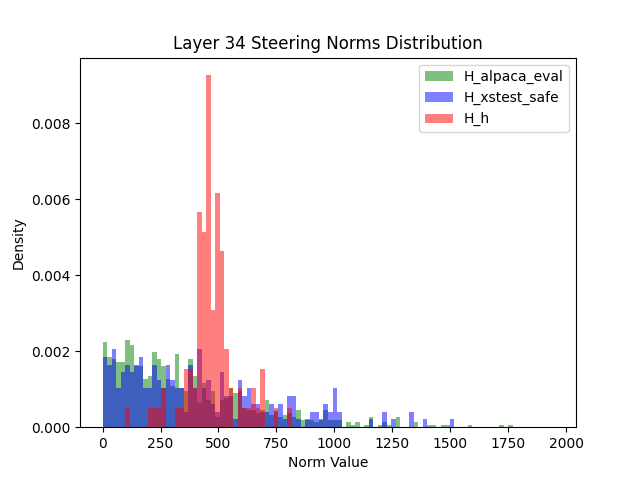 Layer 34 Steering Norms Distribution
H_alpaca_eval
H_xstest_safe
H_h
Density
0.008
0.006
0.004
0.002
0.000
0
250
500
750
1000
1250
1500
1750
2000
Norm Value